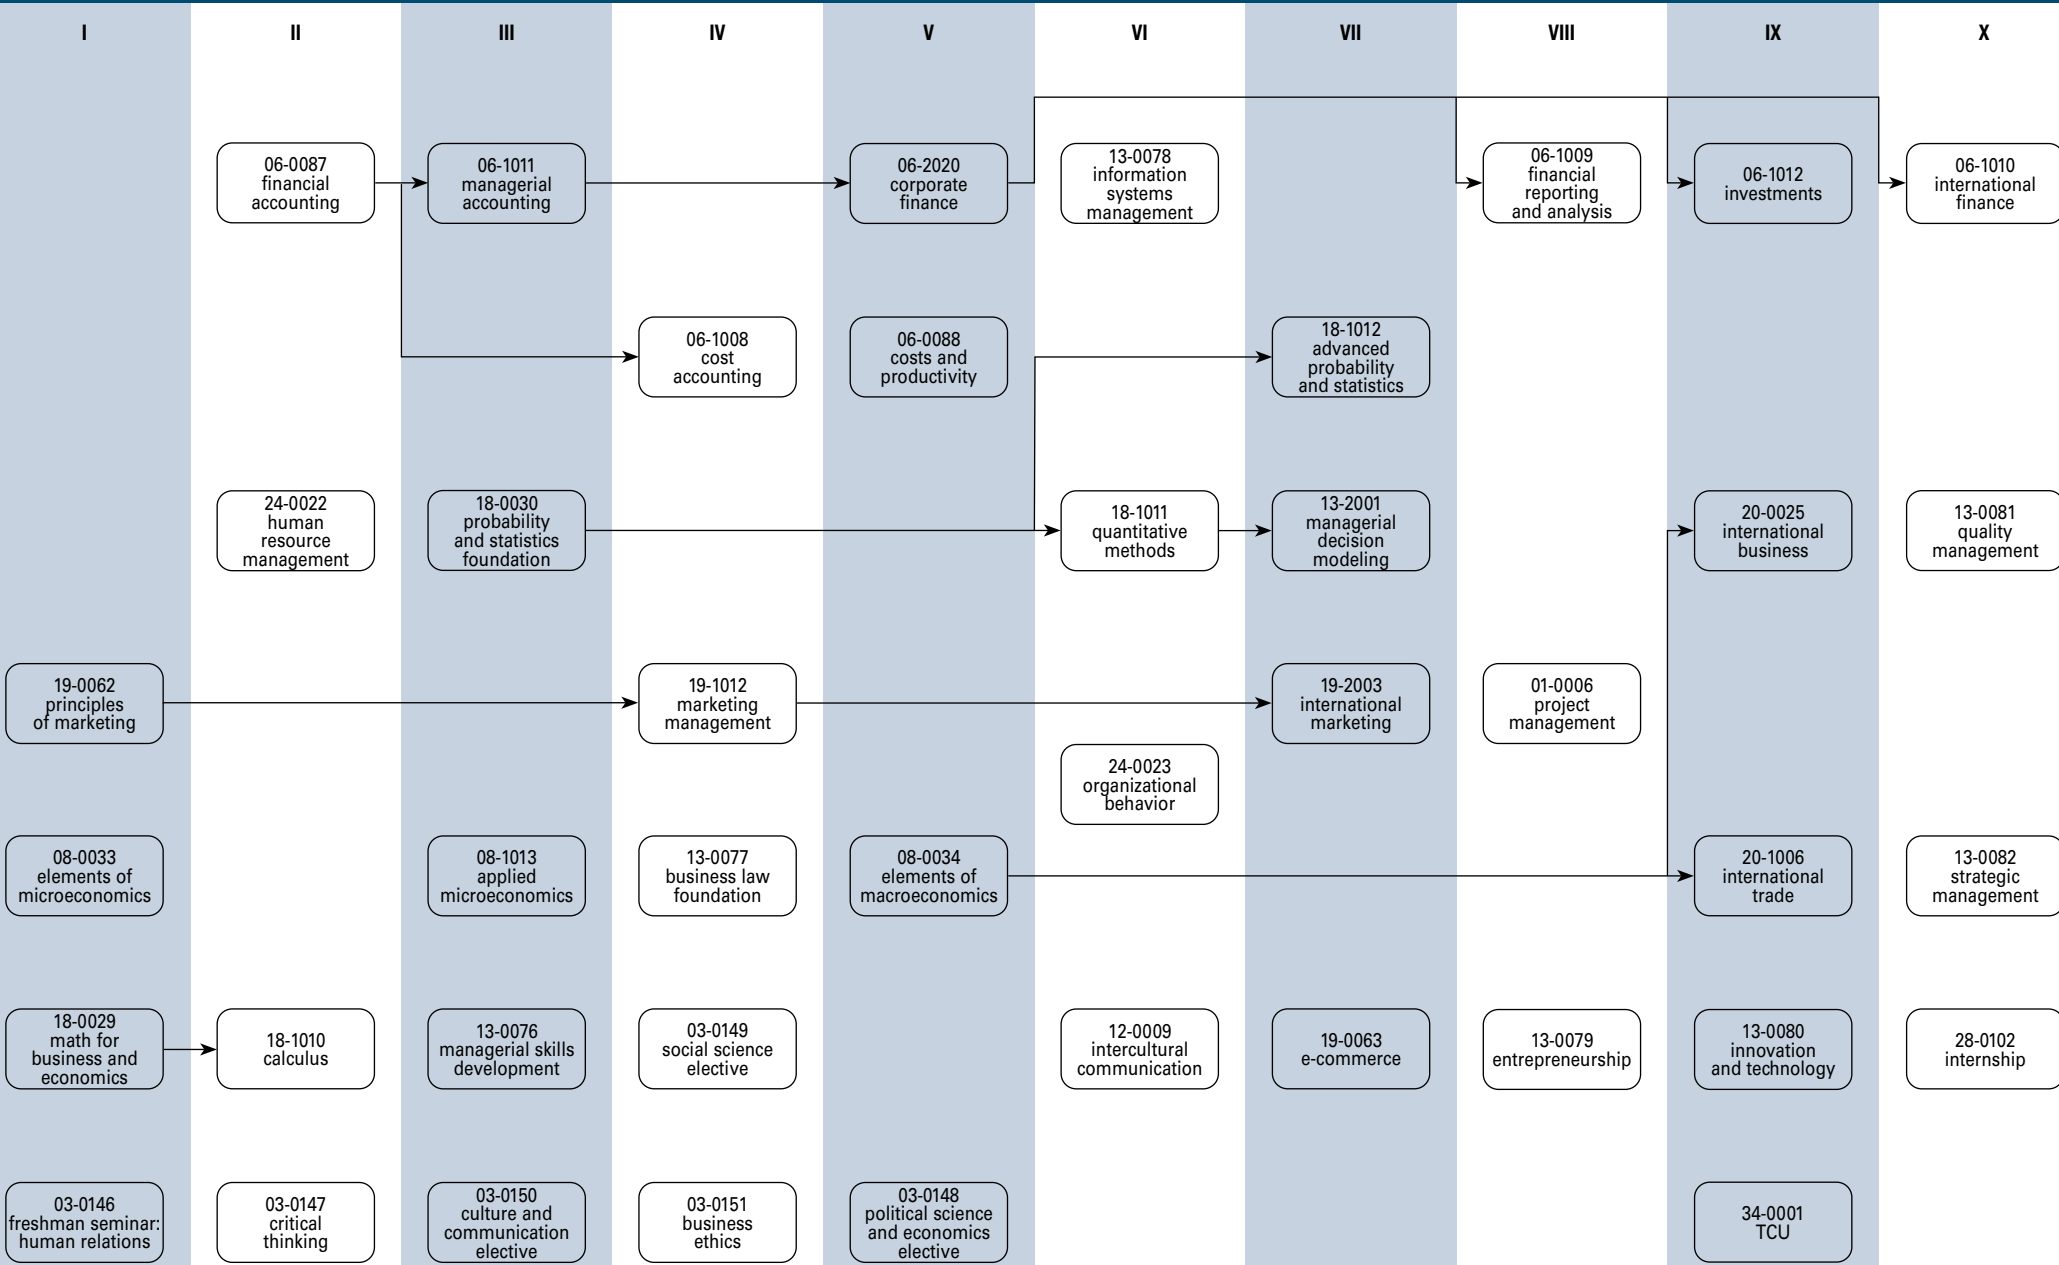 I
II
III
IV
V
VI
VII
VIII
IX
X
06-0087
financial
accounting
06-1011
managerial
accounting
06-2020
corporate
finance
13-0078
information
systems
management
06-1009
financial
reporting
and analysis
06-1012
investments
06-1010
international
finance
06-1008
cost
accounting
06-0088
costs and
productivity
18-1012
advanced
probability
and statistics
24-0022
human
resource
management
18-0030
probability
and statistics
foundation
18-1011
quantitative
methods
13-2001
managerial
decision
modeling
20-0025
international
business
13-0081
quality
management
19-0062
principles
of marketing
19-1012
marketing
management
19-2003
international
marketing
01-0006
project
management
24-0023
organizational
behavior
08-0033
elements of
microeconomics
08-1013
applied
microeconomics
13-0077
business law
foundation
08-0034
elements of
macroeconomics
20-1006
international
trade
13-0082
strategic
management
18-0029
math for
business and
economics
18-1010
calculus
13-0076
managerial skills
development
03-0149
social science
elective
12-0009
intercultural
communication
19-0063
e-commerce
13-0079
entrepreneurship
13-0080
innovation
and technology
28-0102
internship
03-0146
freshman seminar:
human relations
03-0147
critical
thinking
03-0150
culture and
communication
elective
03-0151
business
ethics
03-0148
political science
and economics
elective
34-0001
TCU